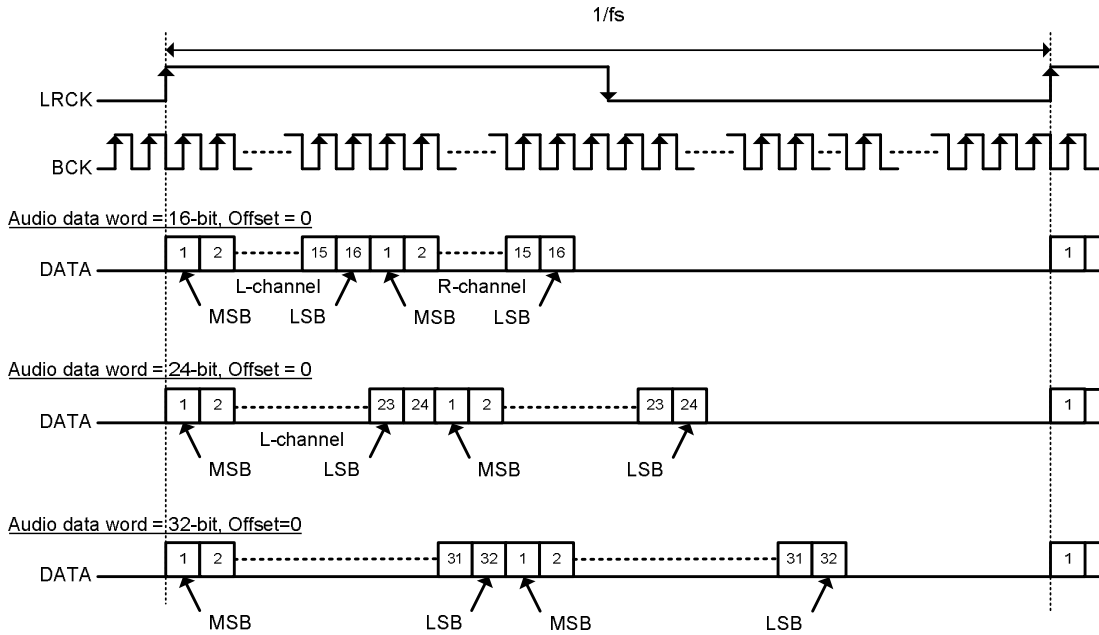 1/fs
LRCK
BCK
Audio data word = 16-bit, Offset = 0
DATA
1 2 15 16 1 2 15 16 1
L-channel R-channel
MSB LSB MSB LSB
Audio data word = 24-bit, Offset = 0
DATA
1 2 23 24 1 2 23 24 1
L-channel
MSB LSB MSB LSB
Audio data word = 32-bit, Offset=0
DATA
1 2 31 32 1 2 31 32 1
MSB LSB MSB LSB